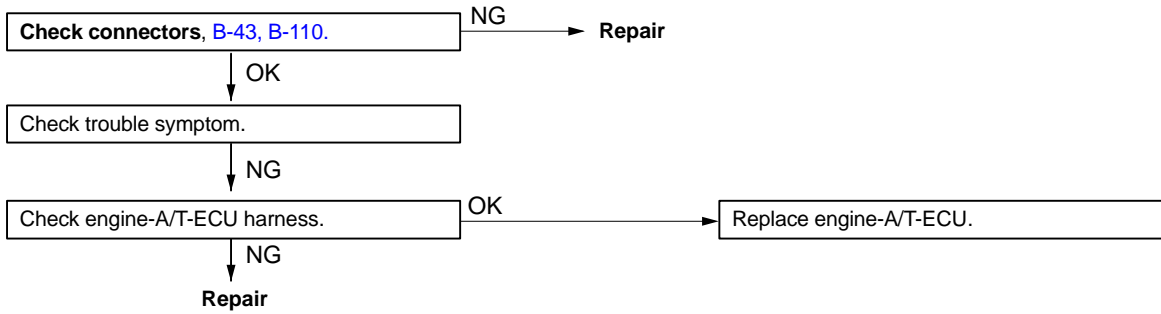 Check connectors, B-43, B-110.
NG
Repair
OK
Check trouble symptom.
NG
Check engine-A/T-ECU harness.
OK
Replace engine-A/T-ECU.
NG
Repair